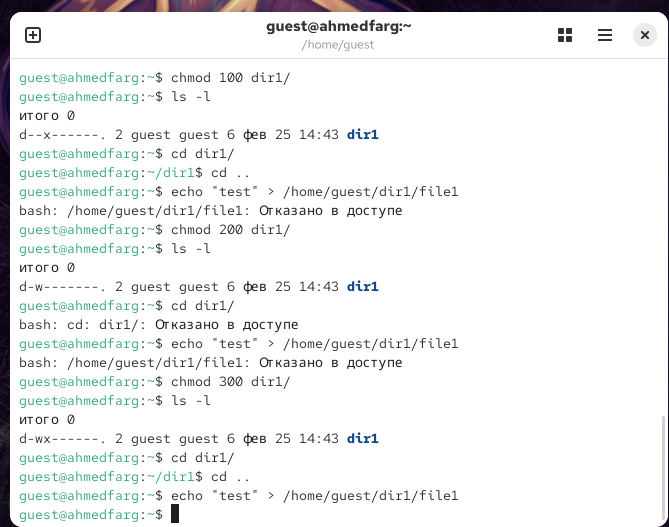 guest@ahmedfarg:~
/home/guest
guest@ahmedfarg:~$ chmod 100 dir1/
guest@ahmedfarg:~$ ls -l
итого 0
d--x------. 2 guest guest 6 фев 25 14:43 dir1
guest@ahmedfarg:~$ cd dir1/
guest@ahmedfarg:~/dir1$ cd ..
guest@ahmedfarg:~$ echo "test" > /home/guest/dir1/file1
bash: /home/guest/dir1/file1: Отказано в доступе
guest@ahmedfarg:~$ chmod 200 dir1/
guest@ahmedfarg:~$ ls -l
итого 0
d-w-------. 2 guest guest 6 фев 25 14:43 dir1
guest@ahmedfarg:~$ cd dir1/
bash: cd: dir1/: Отказано в доступе
guest@ahmedfarg:~$ echo "test" > /home/guest/dir1/file1
bash: /home/guest/dir1/file1: Отказано в доступе
guest@ahmedfarg:~$ chmod 300 dir1/
guest@ahmedfarg:~$ ls -l
итого 0
d-wx------. 2 guest guest 6 фев 25 14:43 dir1
guest@ahmedfarg:~$ cd dir1/
guest@ahmedfarg:~/dir1$ cd ..
guest@ahmedfarg:~$ echo "test" > /home/guest/dir1/file1
guest@ahmedfarg:~$